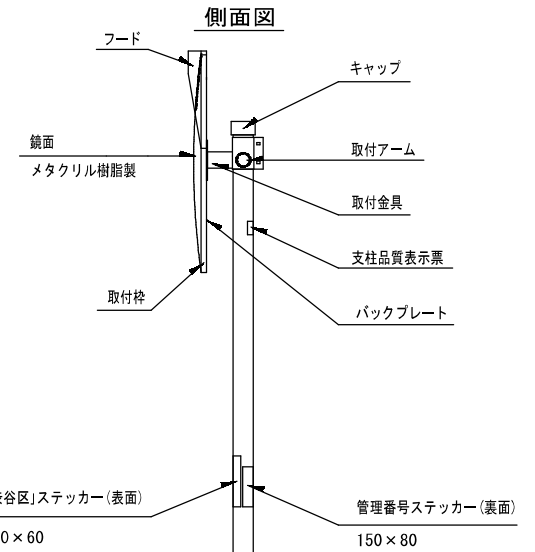 側面図
フード
キャップ
鏡面
メタクリル樹脂製
取付アーム
取付金具
支柱品質表示票
取付枠
バックプレート
谷区」ステッカー(表面)
0×60
管理番号ステッカー(裏面)
150×80